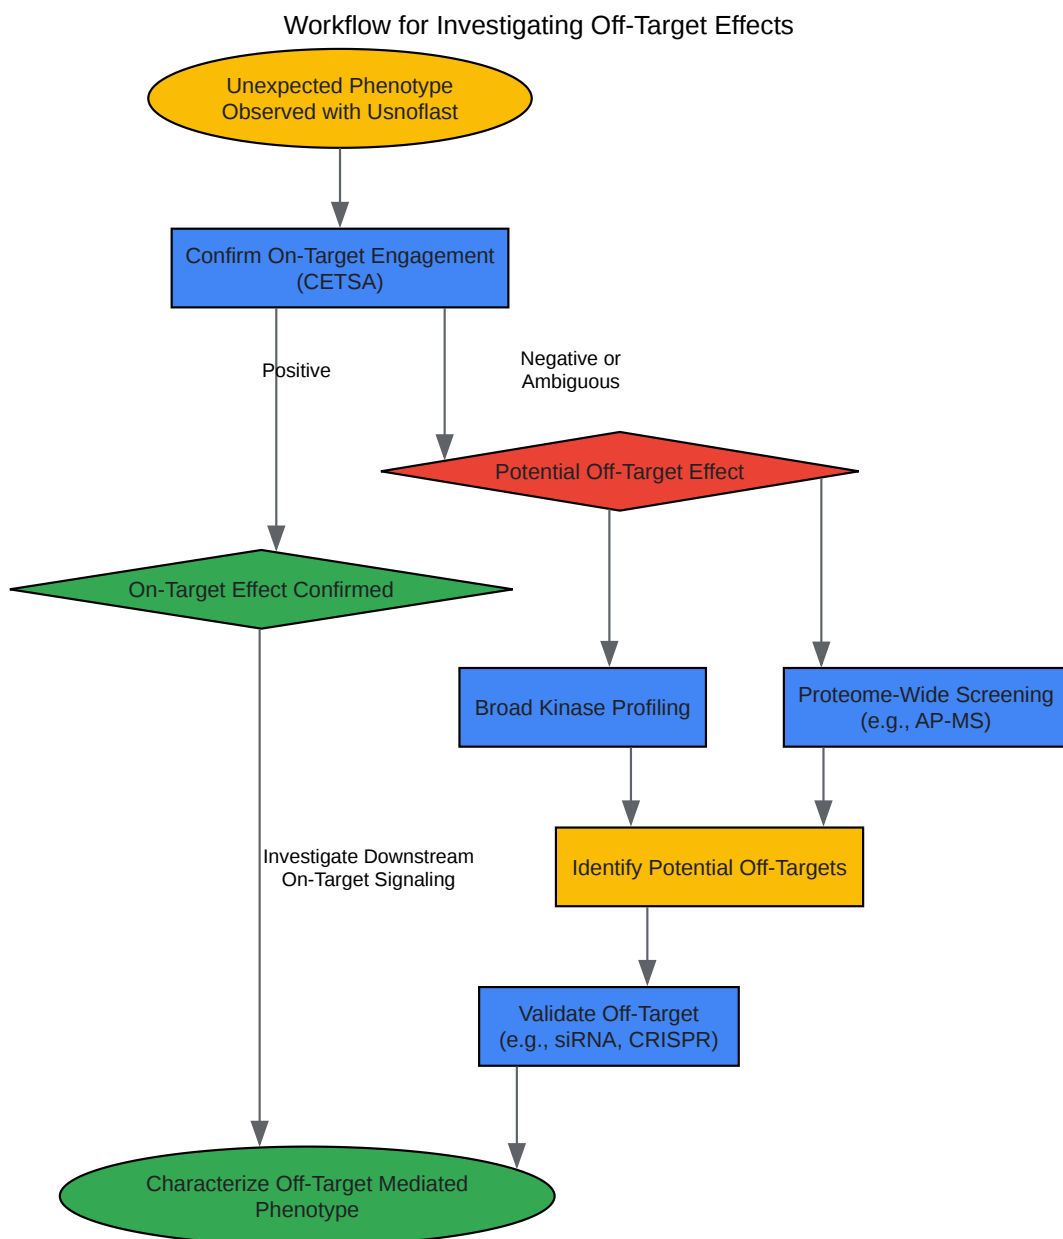 Workflow for Investigating Off-Target Effects
Unexpected Phenotype
Observed with Usnoflast
Confirm On-Target Engagement
(CETSA)
Positive
Negative or
Ambiguous
Potential Off-Target Effect
On-Target Effect Confirmed
Broad Kinase Profiling
Proteome-Wide Screening
(e.g., AP-MS)
Investigate Downstream
On-Target Signaling
Identify Potential Off-Targets
Validate Off-Target
(e.g., siRNA, CRISPR)
Characterize Off-Target Mediated
Phenotype